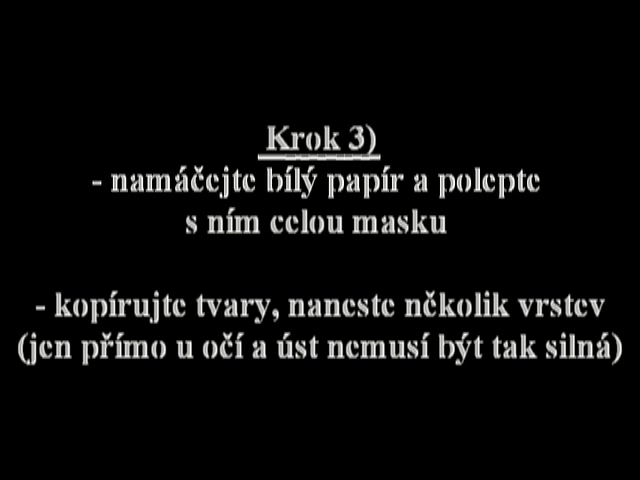 Krok 3)
- namáčejte bílý papír a polepte
s ním celou masku
- kopírujte tvary, naneste několik vrstev
(jen přímo u očí a úst nemusí být tak silná)